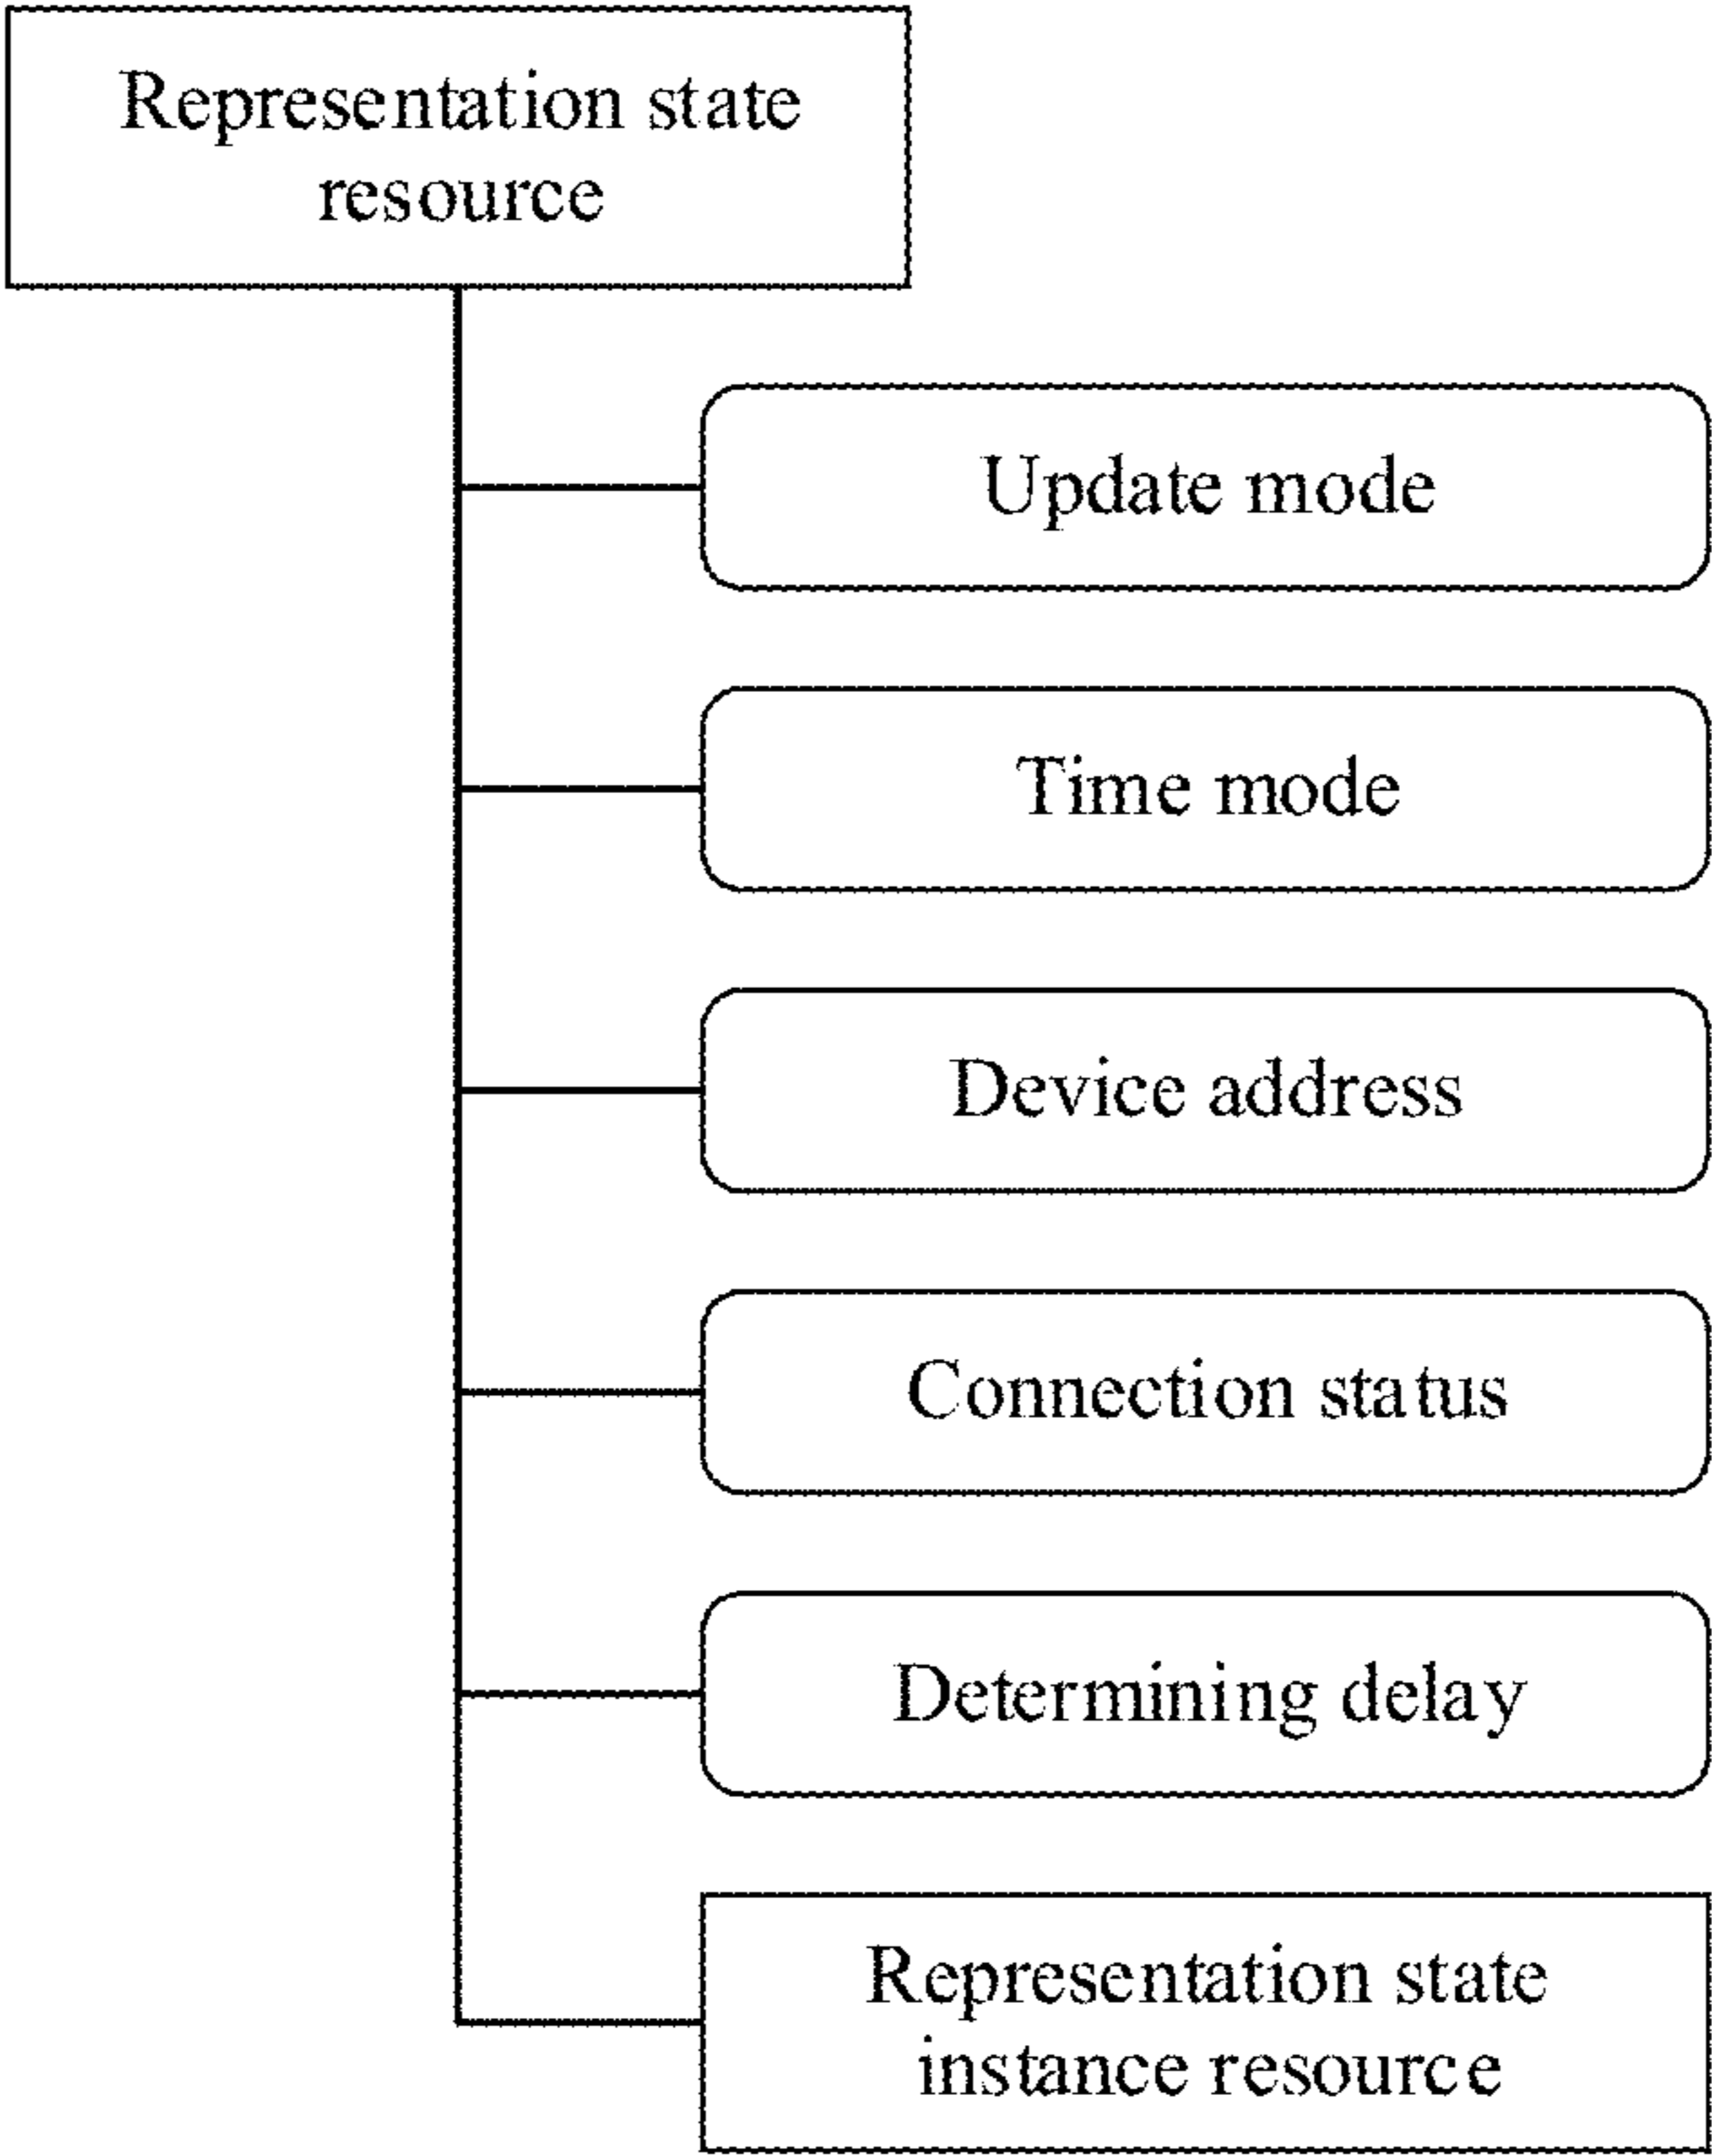 Representation state
resource
Update mode
Time mode
Device address
Connection status
Determining delay
Representation state
instance resource